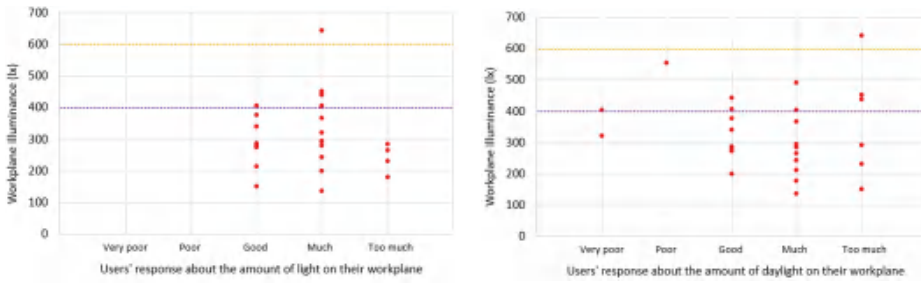 700
600
500
400
300
200
100
0
Workplane Illuminance (lx)
Very poor Poor Good Much Too much
Users' response about the amount of light on their workplane
700
600
500
400
300
200
100
0
Workplane Illuminance (lx)
Very poor Poor Good Much Too much
Users' response about the amount of daylight on their workplane